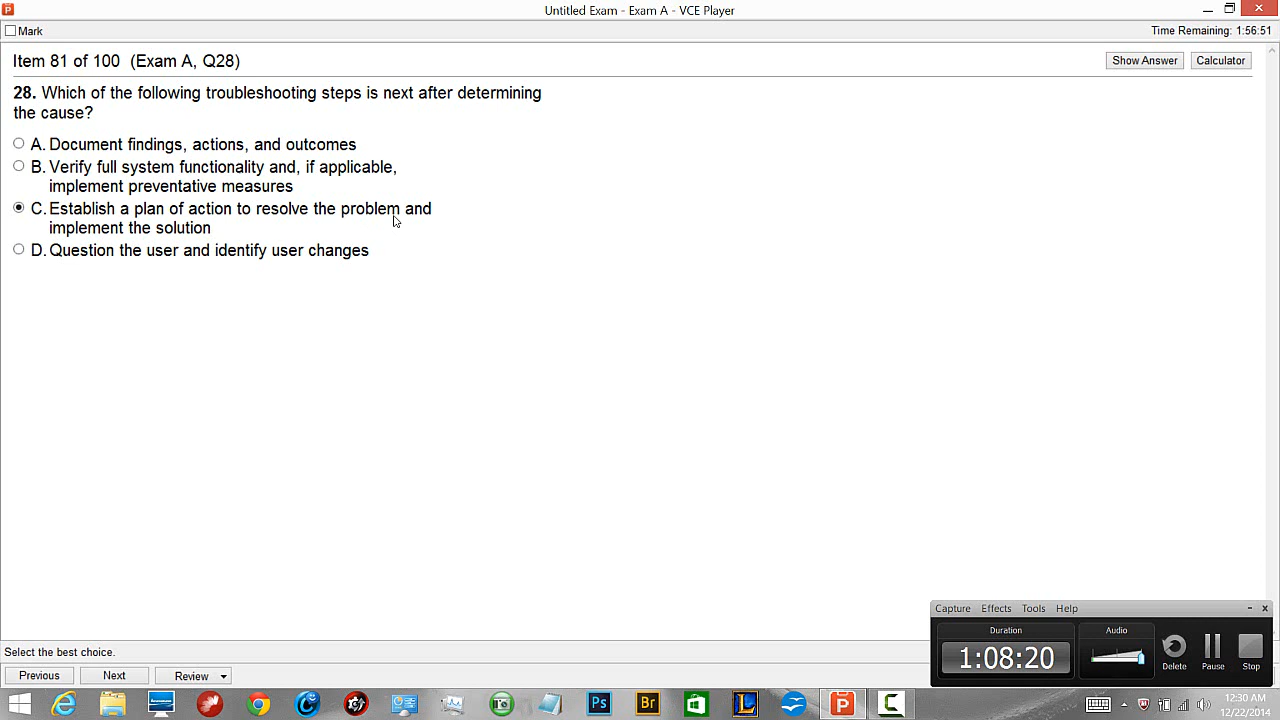 Untitled Exam - Exam A - VCE Player
Mark
Time Remaining: 1:56:51
Item 81 of 100 (Exam A, Q28)
Show Answer
Calculator
28. Which of the following troubleshooting steps is next after determining
the cause?
A. Document findings, actions, and outcomes
B. Verify full system functionality and, if applicable,
implement preventative measures
C. Establish a plan of action to resolve the problem and
implement the solution
D. Question the user and identify user changes
Capture Effects Tools Help
Duration
Audio
1:08:20
Delete
Pause
Stop
Select the best choice.
Previous
Next
Review
Ps
Br
L
P
C
12:30 AM
12/22/2014